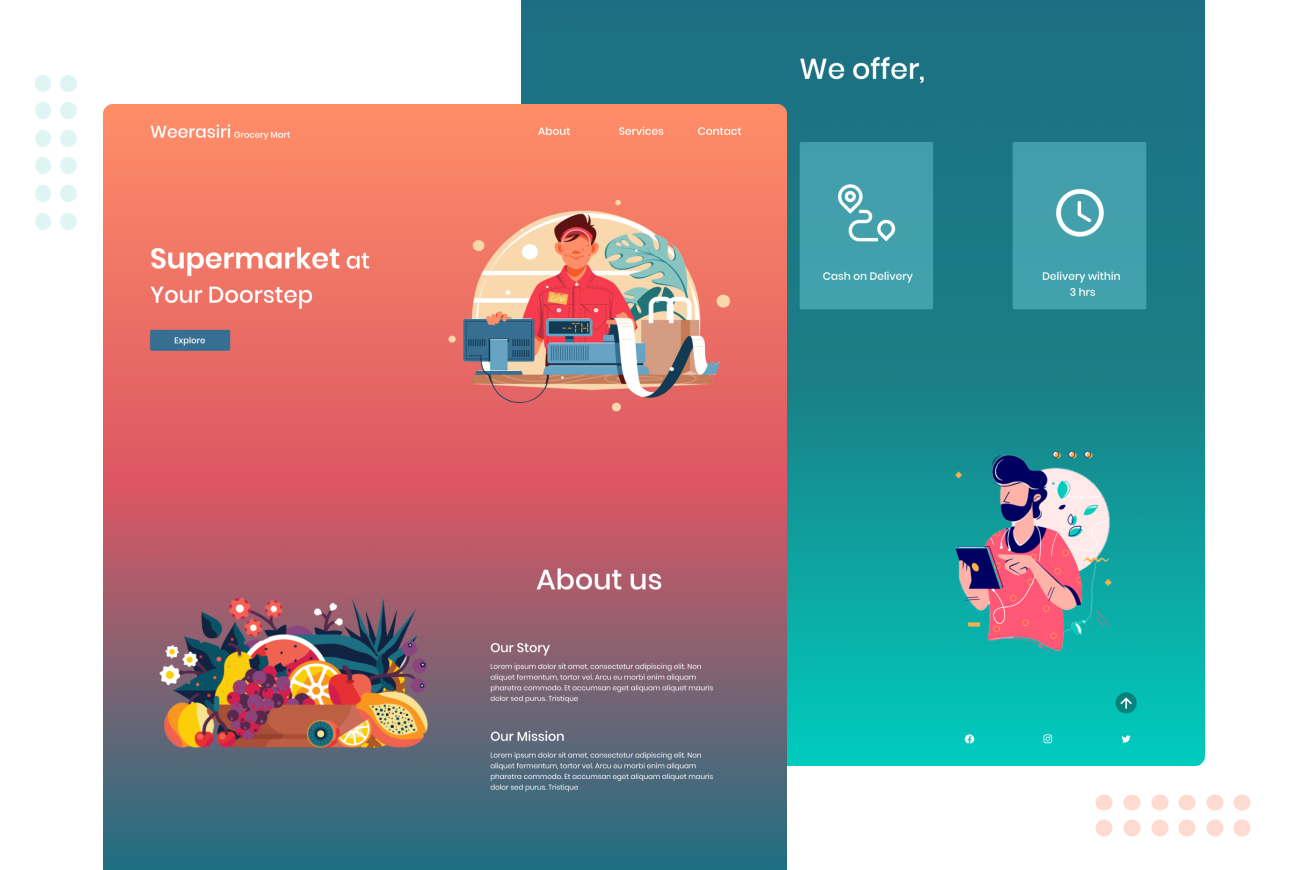 Weerasiri Grocery Mart
About Services Contact
Supermarket at
Your Doorstep
Explore
About us
Our Story
Lorem ipsum dolor sit amet, consectetur adipiscing elit. Non
aliquet fermentum, tortor vel. Arcu eu morbi enim aliquam
pharetra commodo. Et accumsan eget aliquam aliquet mauris
dolor sed purus. Tristique
Our Mission
Lorem ipsum dolor sit amet, consectetur adipiscing elit. Non
aliquet fermentum, tortor vel. Arcu eu morbi enim aliquam
pharetra commodo. Et accumsan eget aliquam aliquet mauris
dolor sed purus. Tristique
We offer,
Cash on Delivery
Delivery within
3 hrs